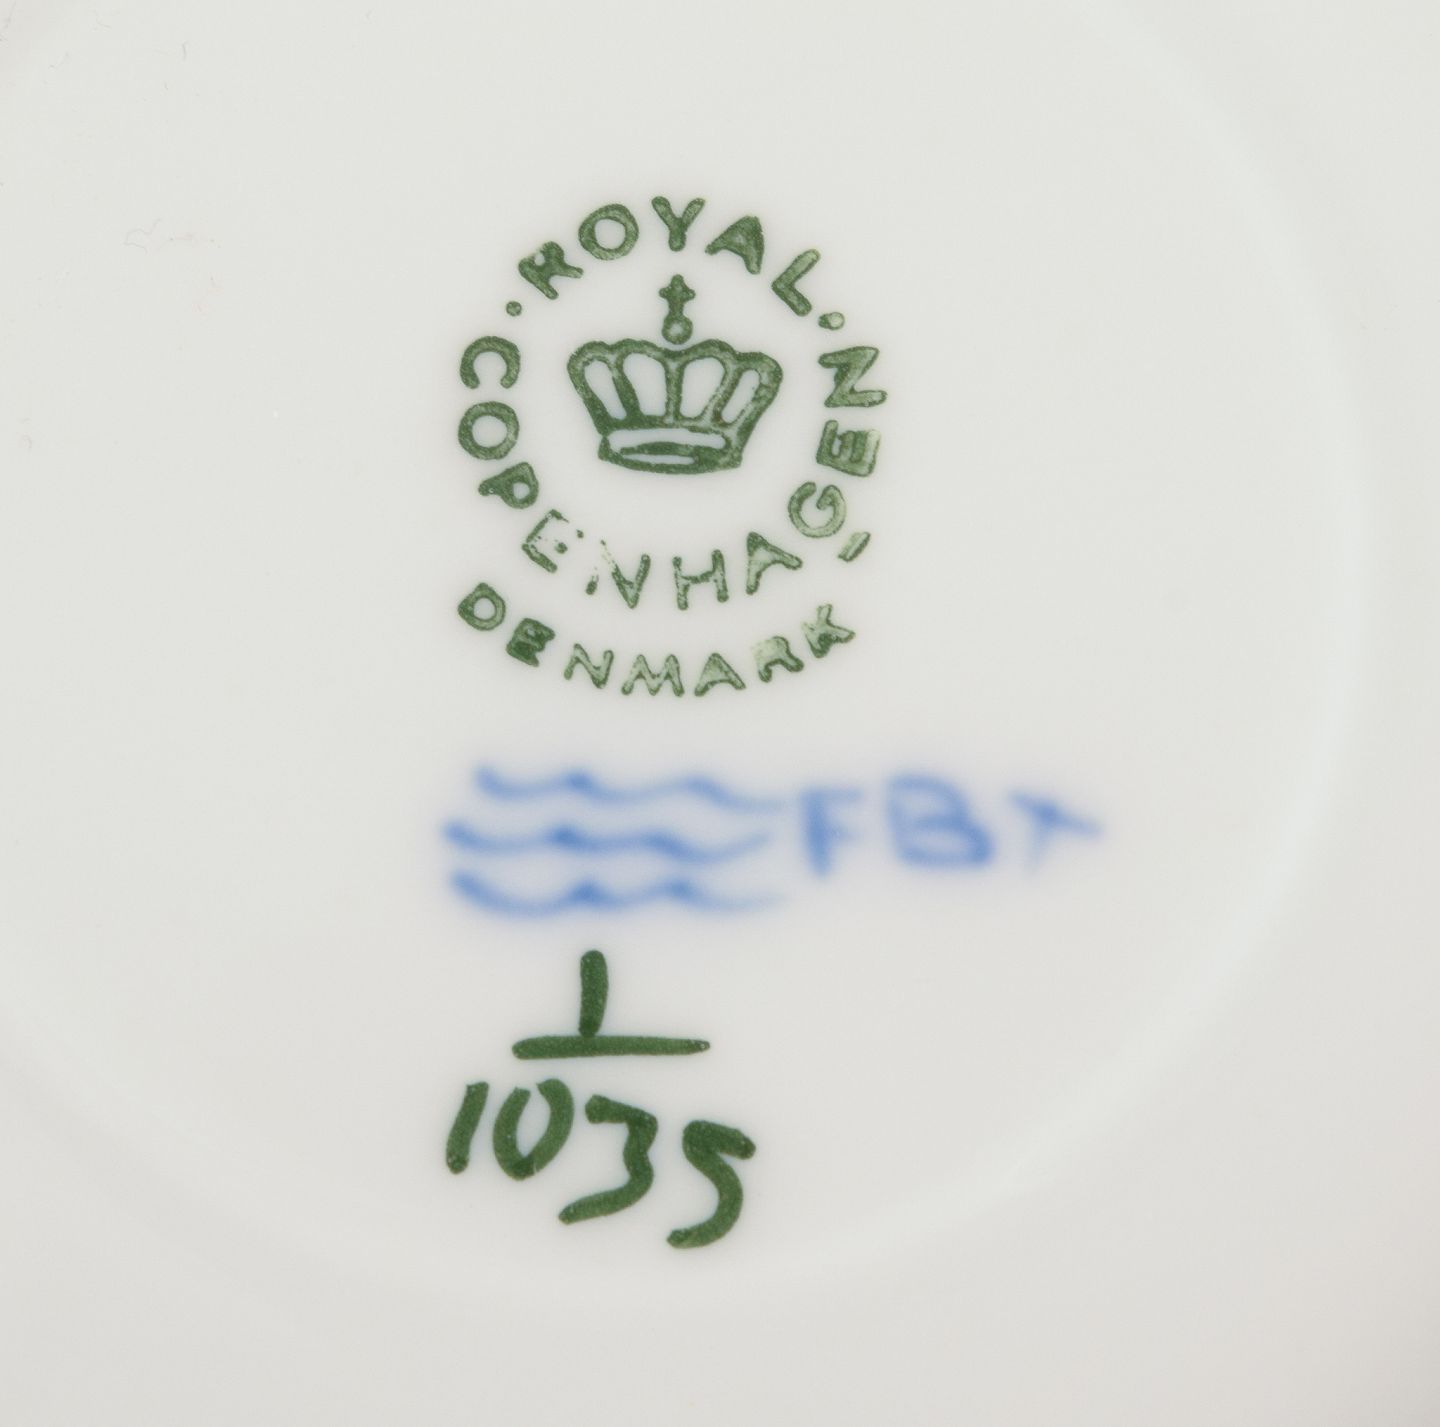 ROYAL
COPENHAGEN
DENMARK
FB
1
1035